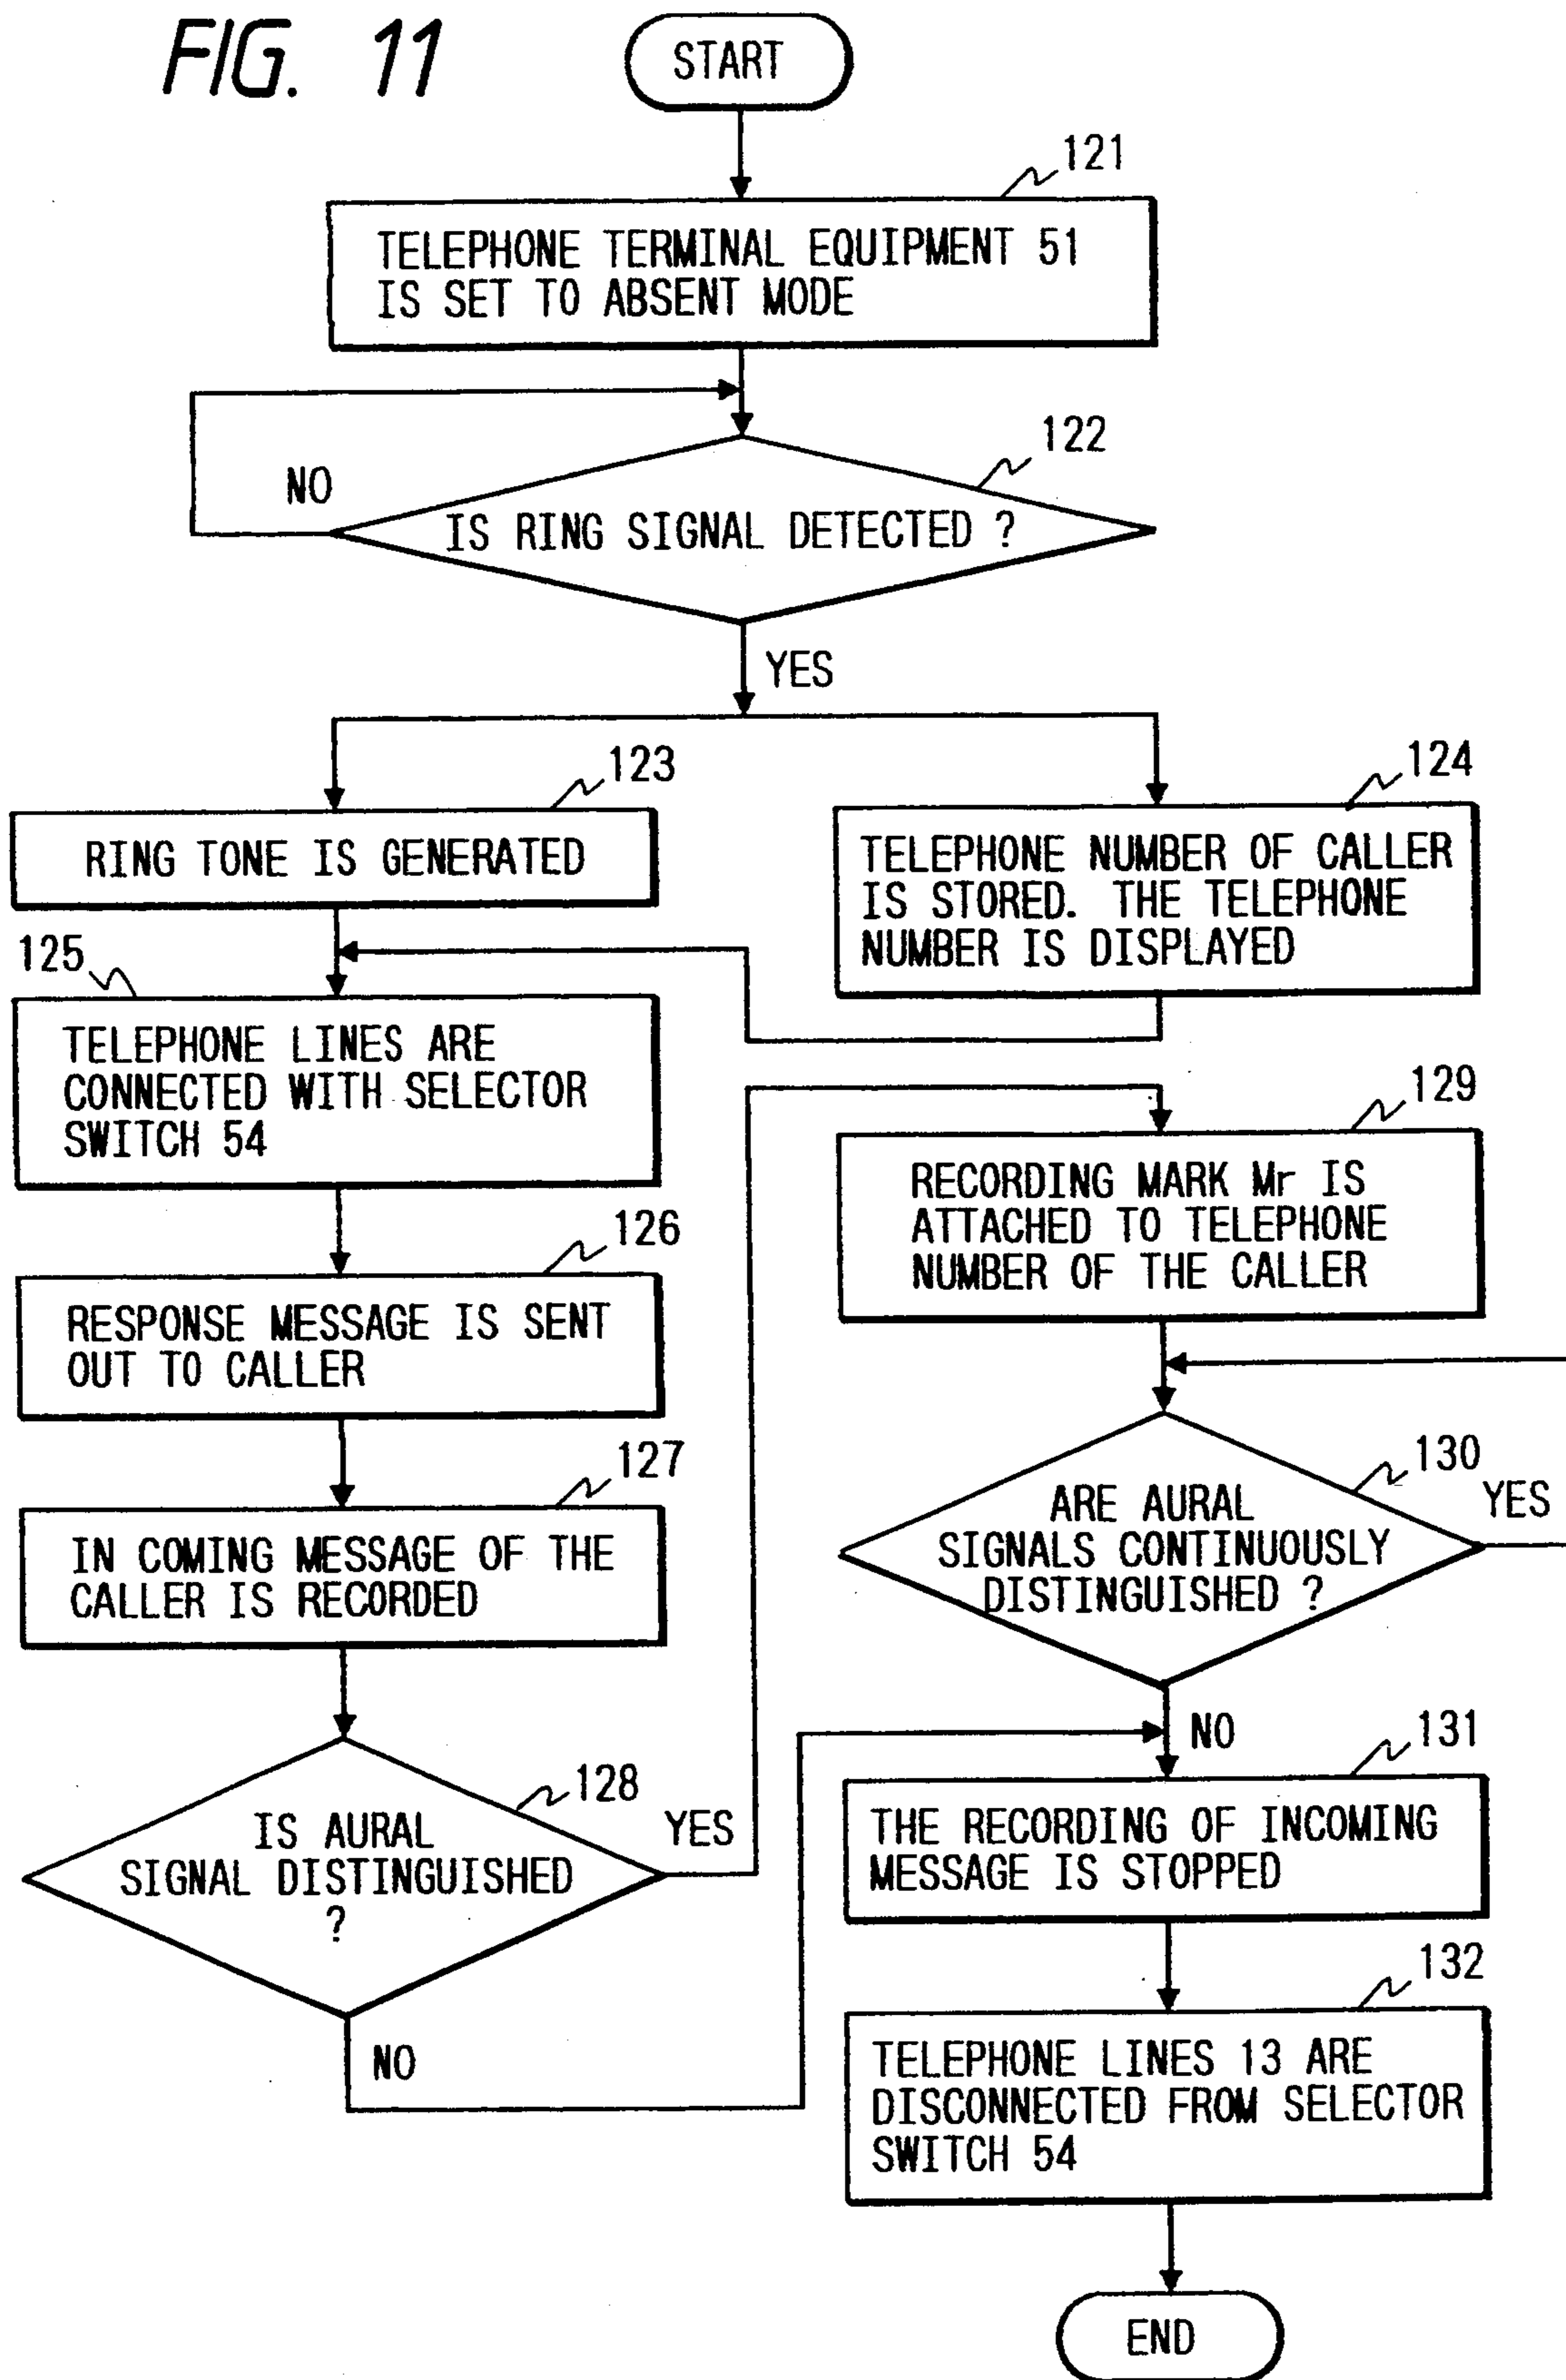 FIG. 11
START
121
TELEPHONE TERMINAL EQUIPMENT 51
IS SET TO ABSENT MODE
122
NO
IS RING SIGNAL DETECTED ?
YES
123
RING TONE IS GENERATED
124
TELEPHONE NUMBER OF CALLER
IS STORED. THE TELEPHONE
NUMBER IS DISPLAYED
125
TELEPHONE LINES ARE
CONNECTED WITH SELECTOR
SWITCH 54
126
RESPONSE MESSAGE IS SENT
OUT TO CALLER
127
IN COMING MESSAGE OF THE
CALLER IS RECORDED
128
IS AURAL
SIGNAL DISTINGUISHED
?
YES
NO
129
RECORDING MARK Mr IS
ATTACHED TO TELEPHONE
NUMBER OF THE CALLER
130
ARE AURAL
SIGNALS CONTINUOUSLY
DISTINGUISHED ?
YES
NO
131
THE RECORDING OF INCOMING
MESSAGE IS STOPPED
132
TELEPHONE LINES 13 ARE
DISCONNECTED FROM SELECTOR
SWITCH 54
END